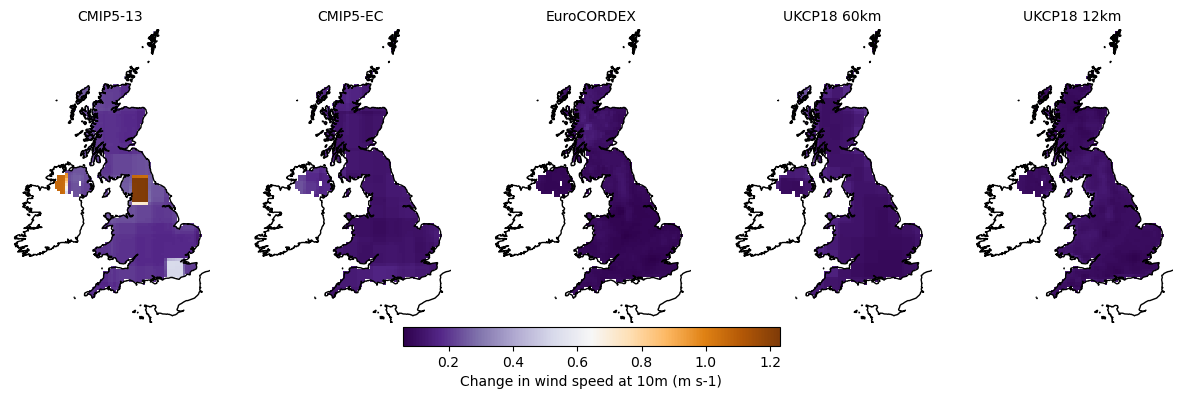 CMIP5-13
CMIP5-EC
EuroCORDEX
UKCP18 60km
UKCP18 12km
0.2 0.4 0.6 0.8 1.0 1.2
Change in wind speed at 10m (m s-1)